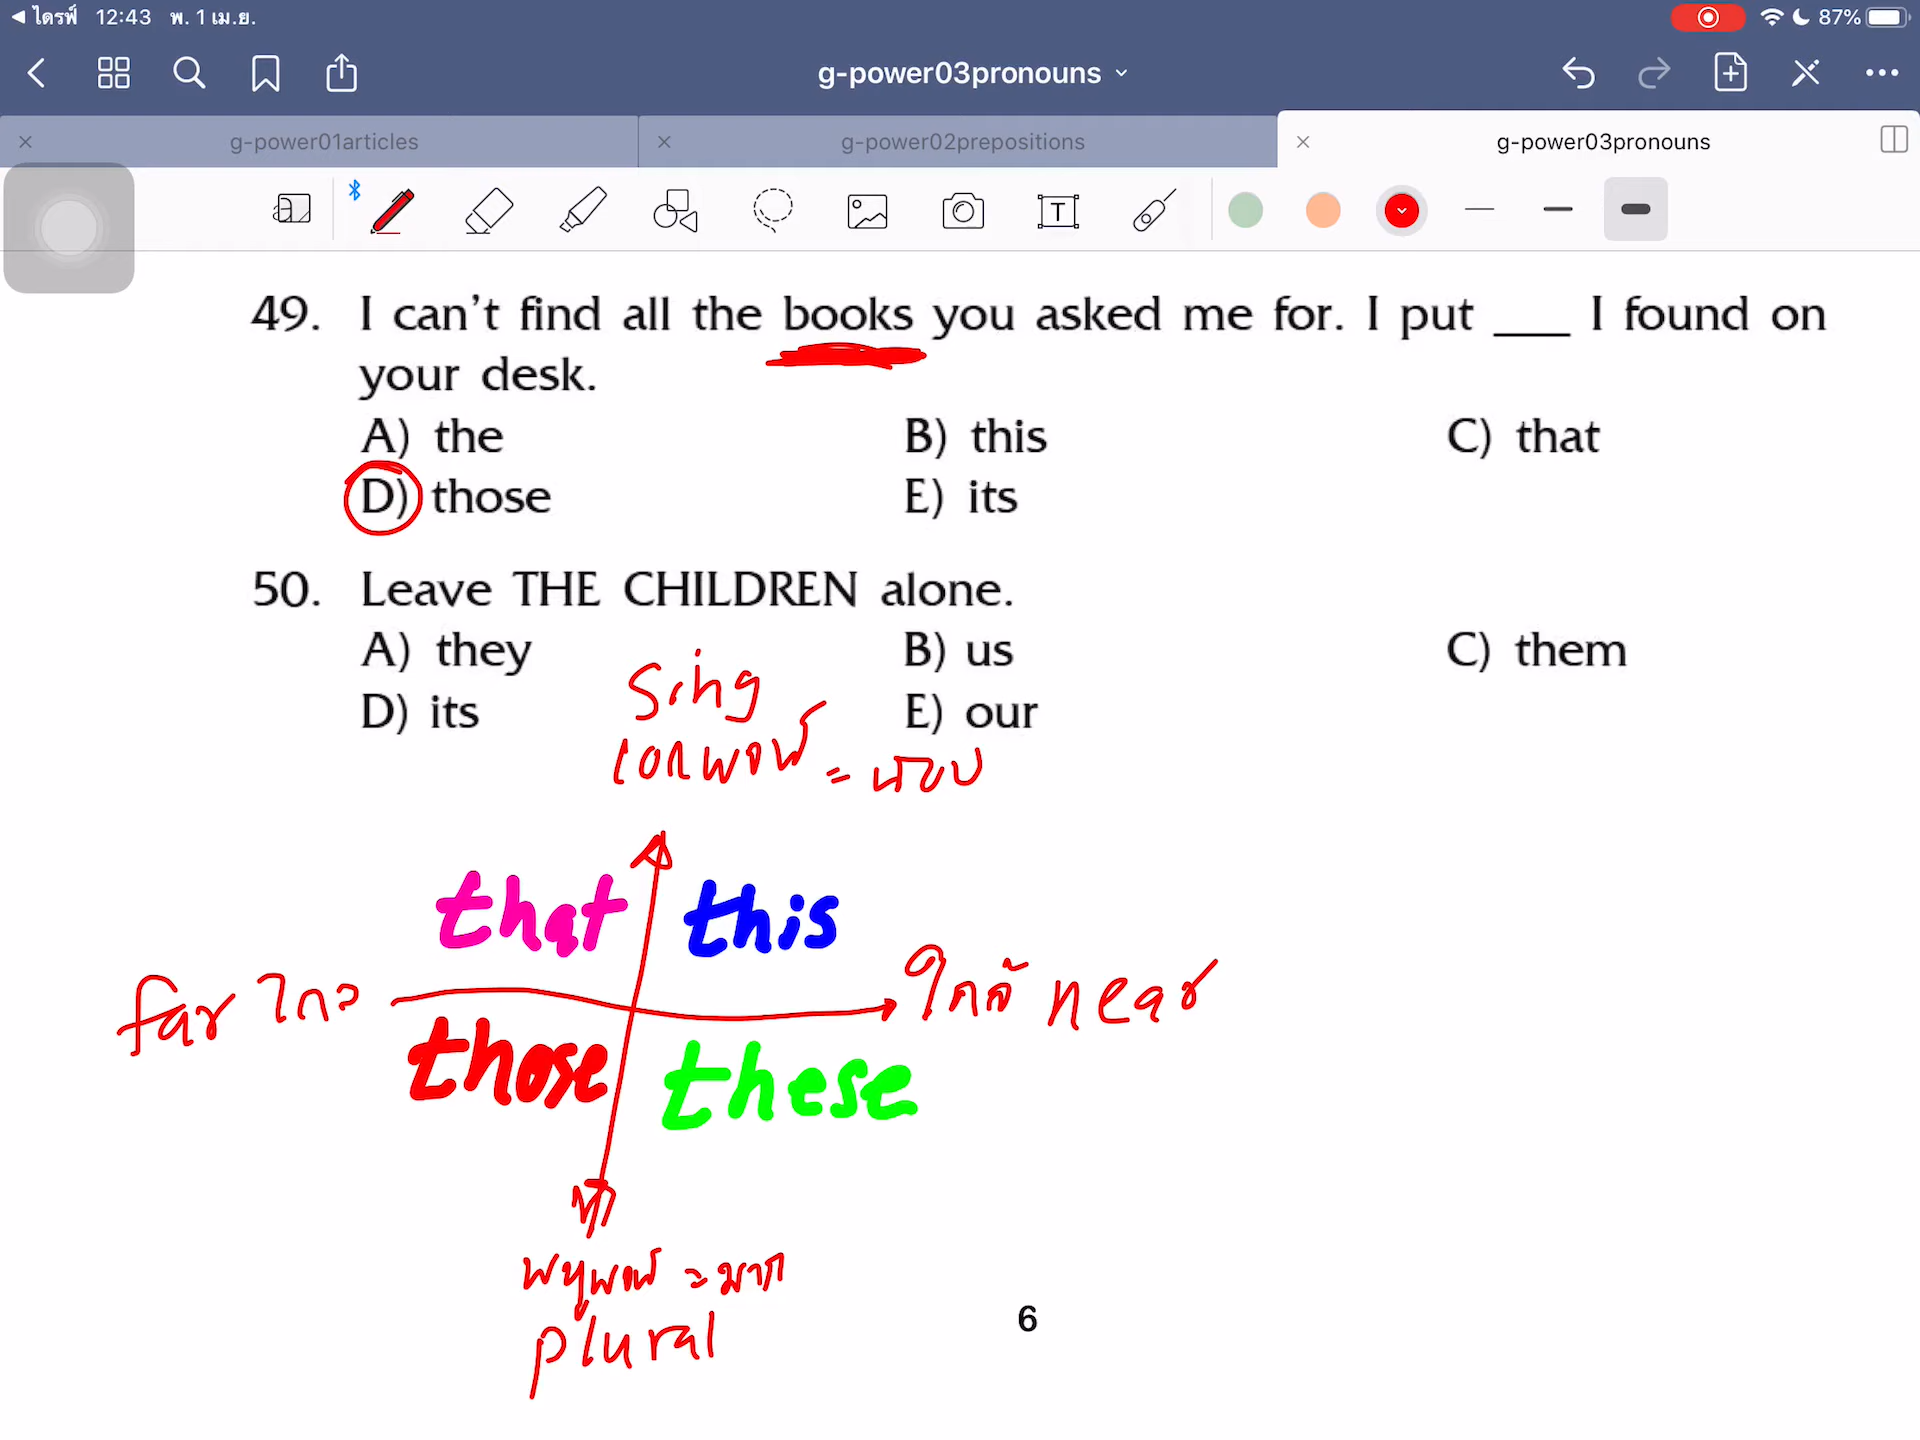 ไดรฟ์ 12:43 พ. 1 เม.ย. 87%
g-power03pronouns
g-power01articles g-power02prepositions g-power03pronouns
49. I can't find all the books you asked me for. I put ___ I found on
your desk.
A) the B) this C) that
D) those E) its
50. Leave THE CHILDREN alone.
A) they B) us C) them
D) its E) our
sing
เอกพจน์ = น้อย
that this
far ไกล ใกล้ near
those these
พหูพจน์ = มาก
plural
6